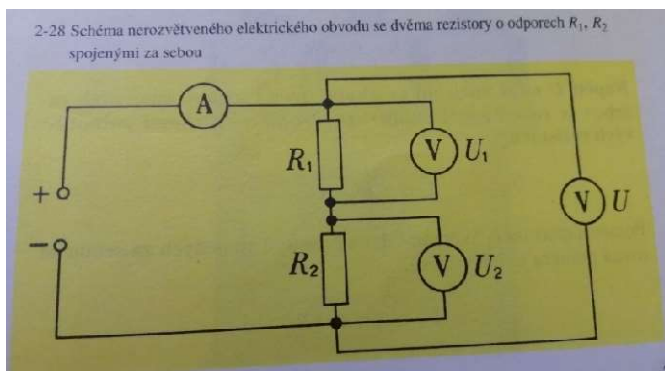 2-28 Schéma nerozvětveného elektrického obvodu se dvěma rezistory o odporech R₁, R₂
spojenými za sebou
A
R₁
V U₁
+
V U
−
R₂
V U₂